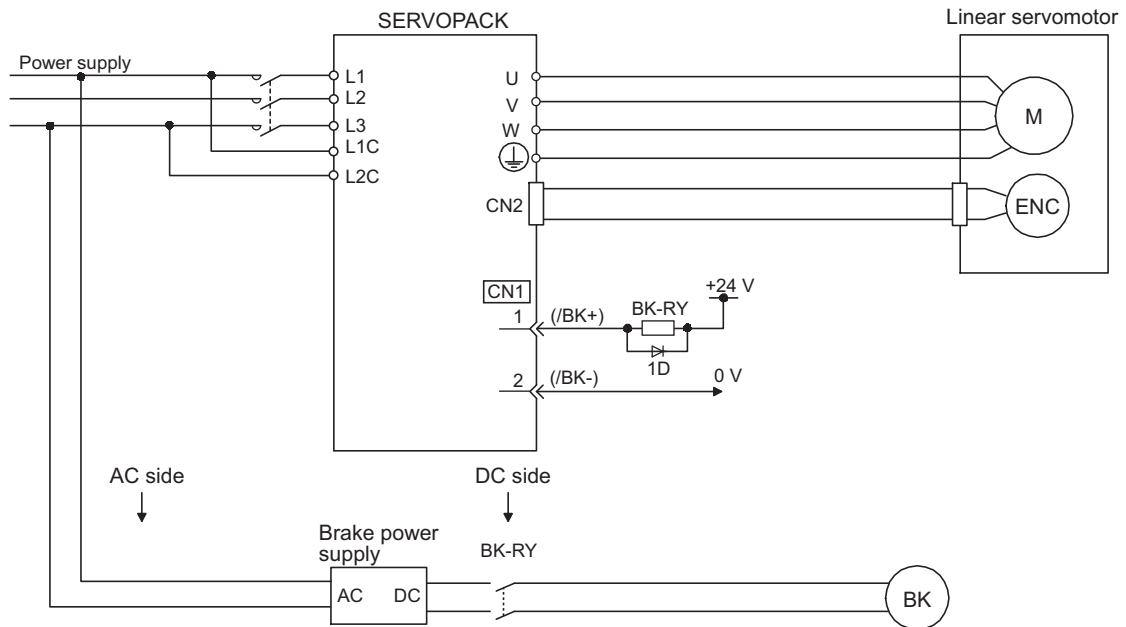 SERVOPACK
Linear servomotor
Power supply
L1
L2
L3
L1C
L2C
U
V
W
M
CN2
ENC
CN1
+24 V
1
(/BK+)
BK-RY
1D
2
(/BK-)
0 V
AC side
DC side
Brake power
supply
BK-RY
AC
DC
BK